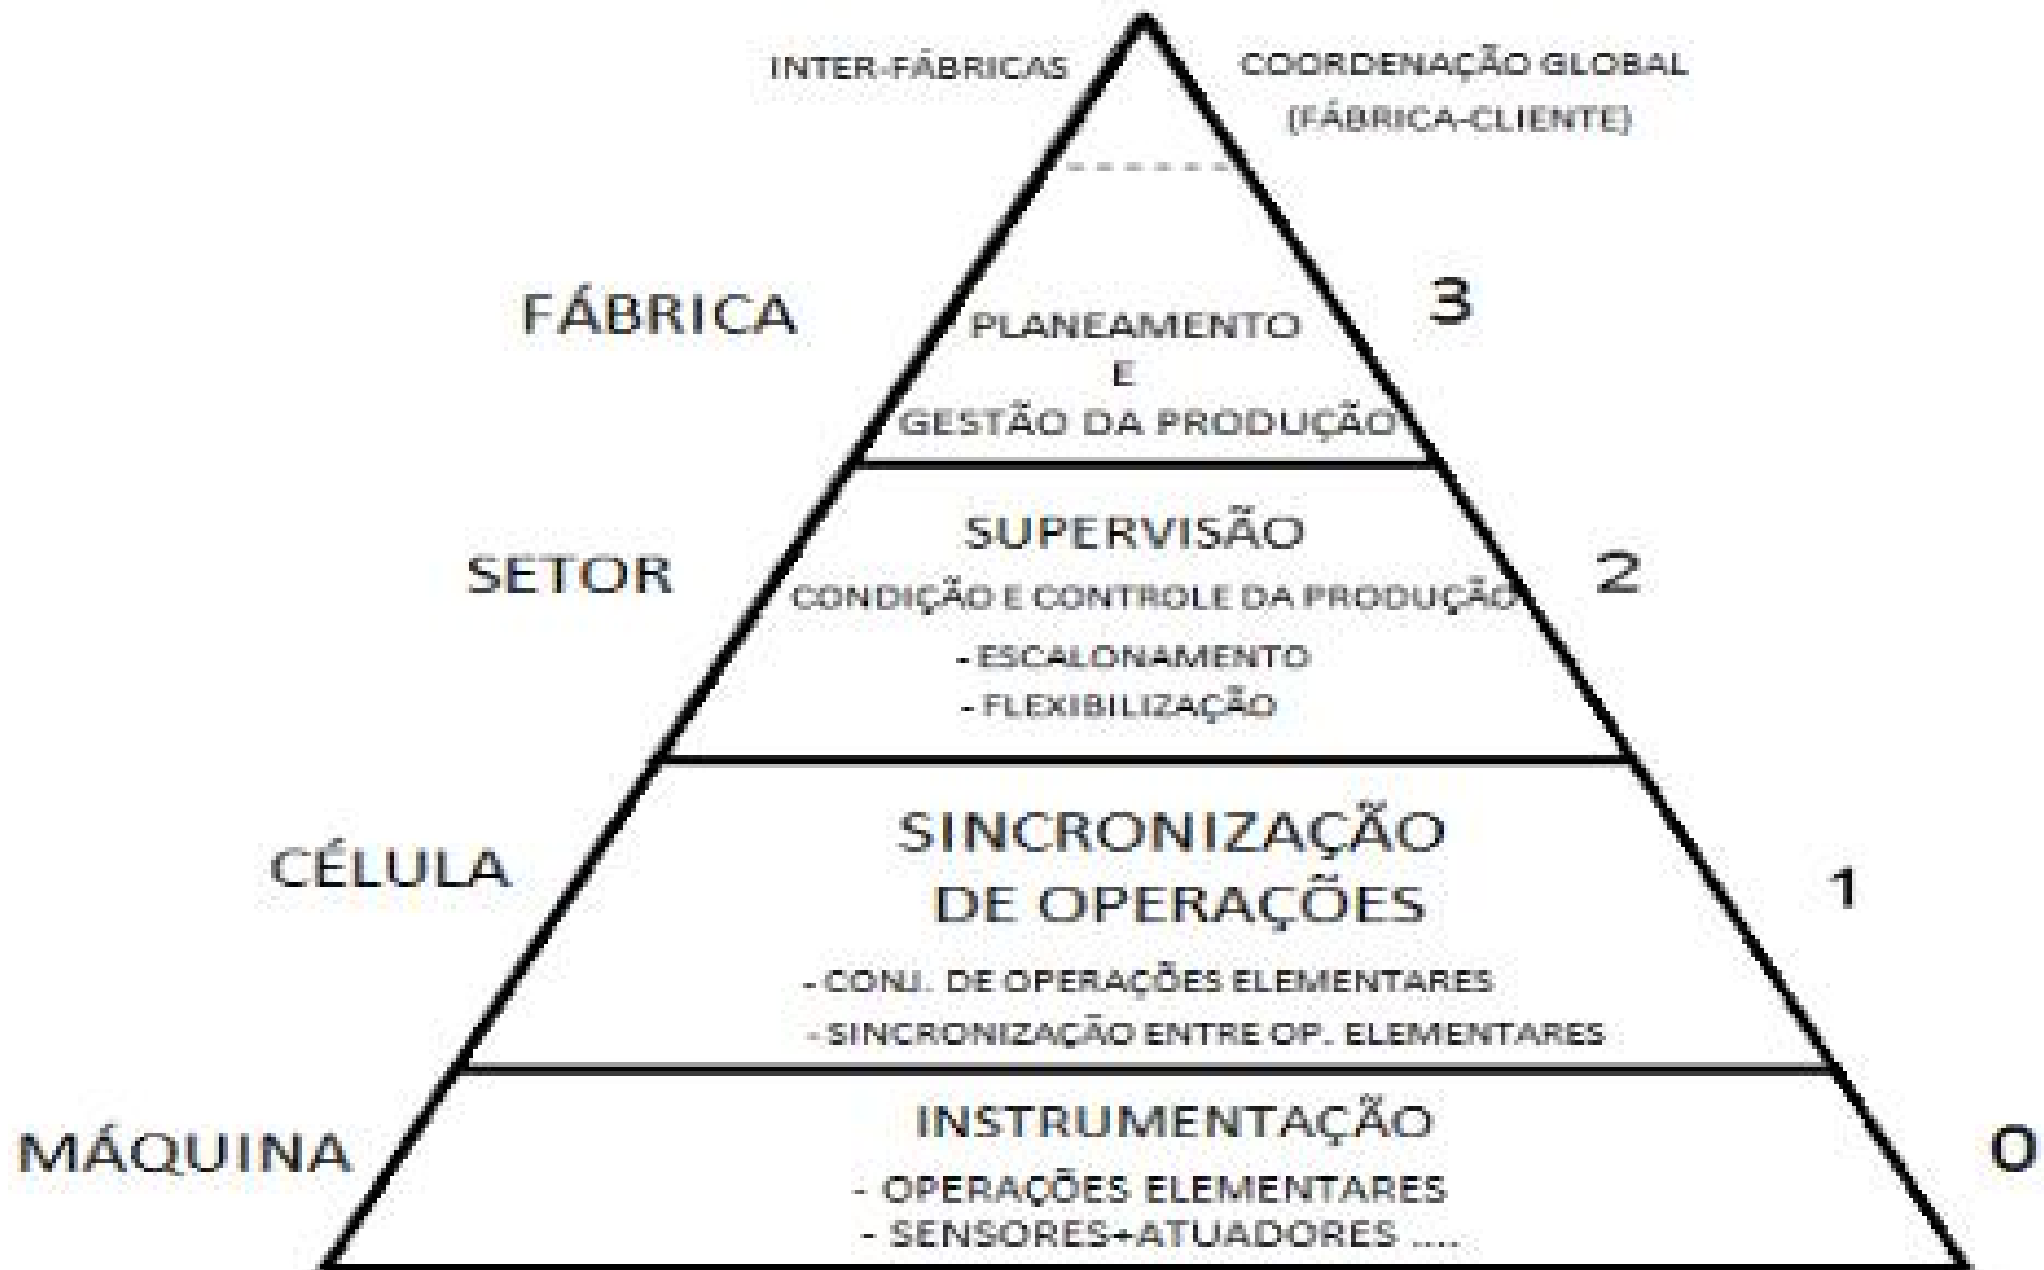 INTER-FÁBRICAS
COORDENAÇÃO GLOBAL
(FÁBRICA-CLIENTE)
FÁBRICA
3
PLANEAMENTO
E
GESTÃO DA PRODUÇÃO
SUPERVISÃO
SETOR
2
CONDIÇÃO E CONTROLE DA PRODUÇÃO
- ESCALONAMENTO
- FLEXIBILIZAÇÃO
SINCRONIZAÇÃO
DE OPERAÇÕES
CÉLULA
1
- CONJ. DE OPERAÇÕES ELEMENTARES
- SINCRONIZAÇÃO ENTRE OP. ELEMENTARES
INSTRUMENTAÇÃO
MÁQUINA
0
- OPERAÇÕES ELEMENTARES
- SENSORES+ATUADORES ....